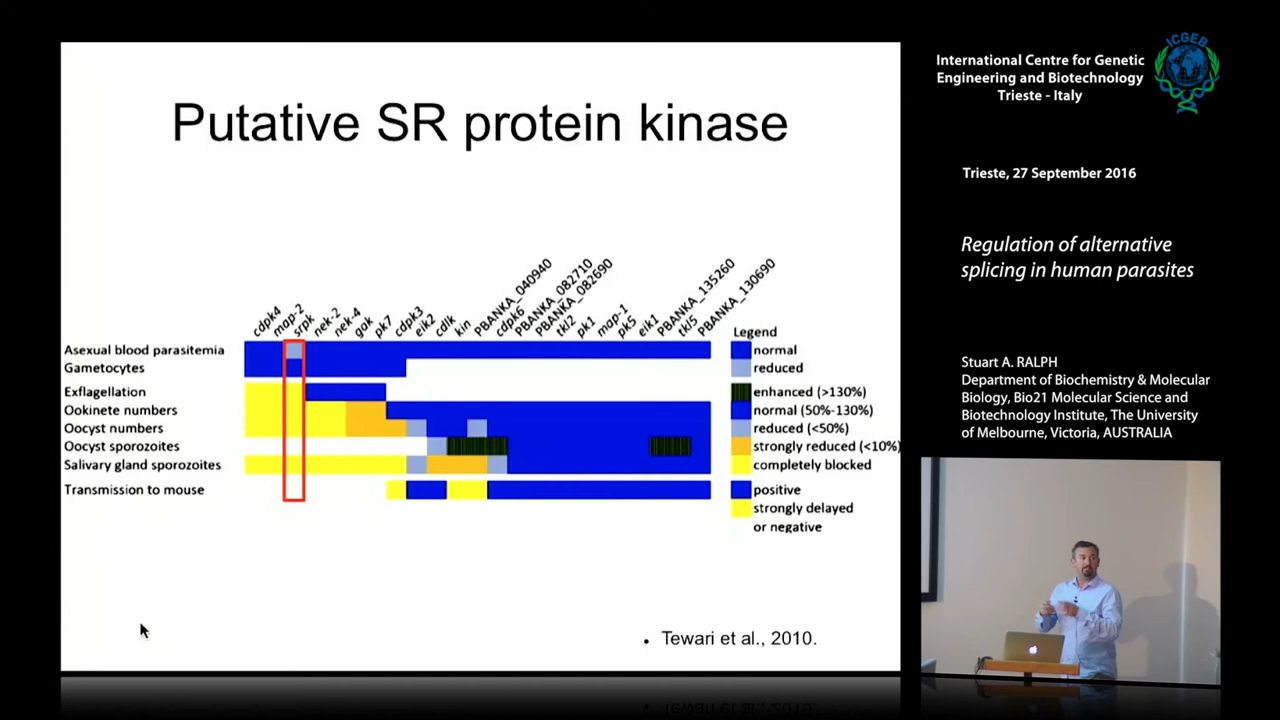 Putative SR protein kinase
cdpk4
map-2
srpk
nek-2
nek-4
gak
pk7
cdpk3
eik2
cdlk
kin
PBANKA_040940
cdpk6
PBANKA_082710
PBANKA_082690
tkl2
pk1
map-1
pk5
eik1
PBANKA_135260
tkl5
PBANKA_130690
Legend
Asexual blood parasitemia
normal
Gametocytes
reduced
Exflagellation
enhanced (>130%)
Ookinete numbers
normal (50%-130%)
Oocyst numbers
reduced (<50%)
Oocyst sporozoites
strongly reduced (<10%)
Salivary gland sporozoites
completely blocked
Transmission to mouse
positive
strongly delayed
or negative
• Tewari et al., 2010.
International Centre for Genetic
Engineering and Biotechnology
Trieste - Italy
ICGEB
Trieste, 27 September 2016
Regulation of alternative
splicing in human parasites
Stuart A. RALPH
Department of Biochemistry & Molecular
Biology, Bio21 Molecular Science and
Biotechnology Institute, The University
of Melbourne, Victoria, AUSTRALIA